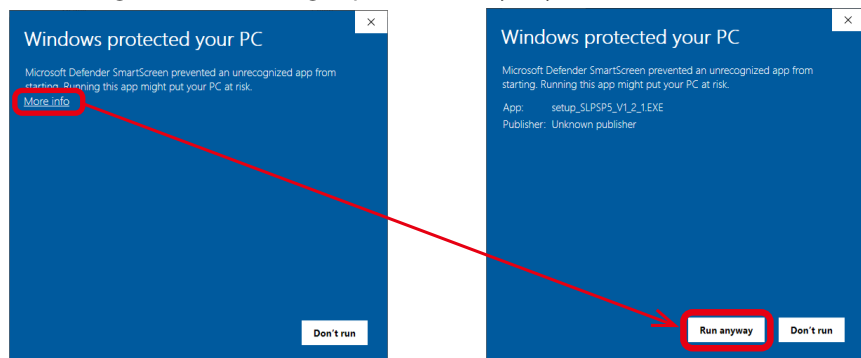 Windows protected your PC
Microsoft Defender SmartScreen prevented an unrecognized app from
starting. Running this app might put your PC at risk.
More info
Don't run
Windows protected your PC
Microsoft Defender SmartScreen prevented an unrecognized app from
starting. Running this app might put your PC at risk.
App: setup_SLPSP5_V1_2_1.EXE
Publisher: Unknown publisher
Run anyway
Don't run